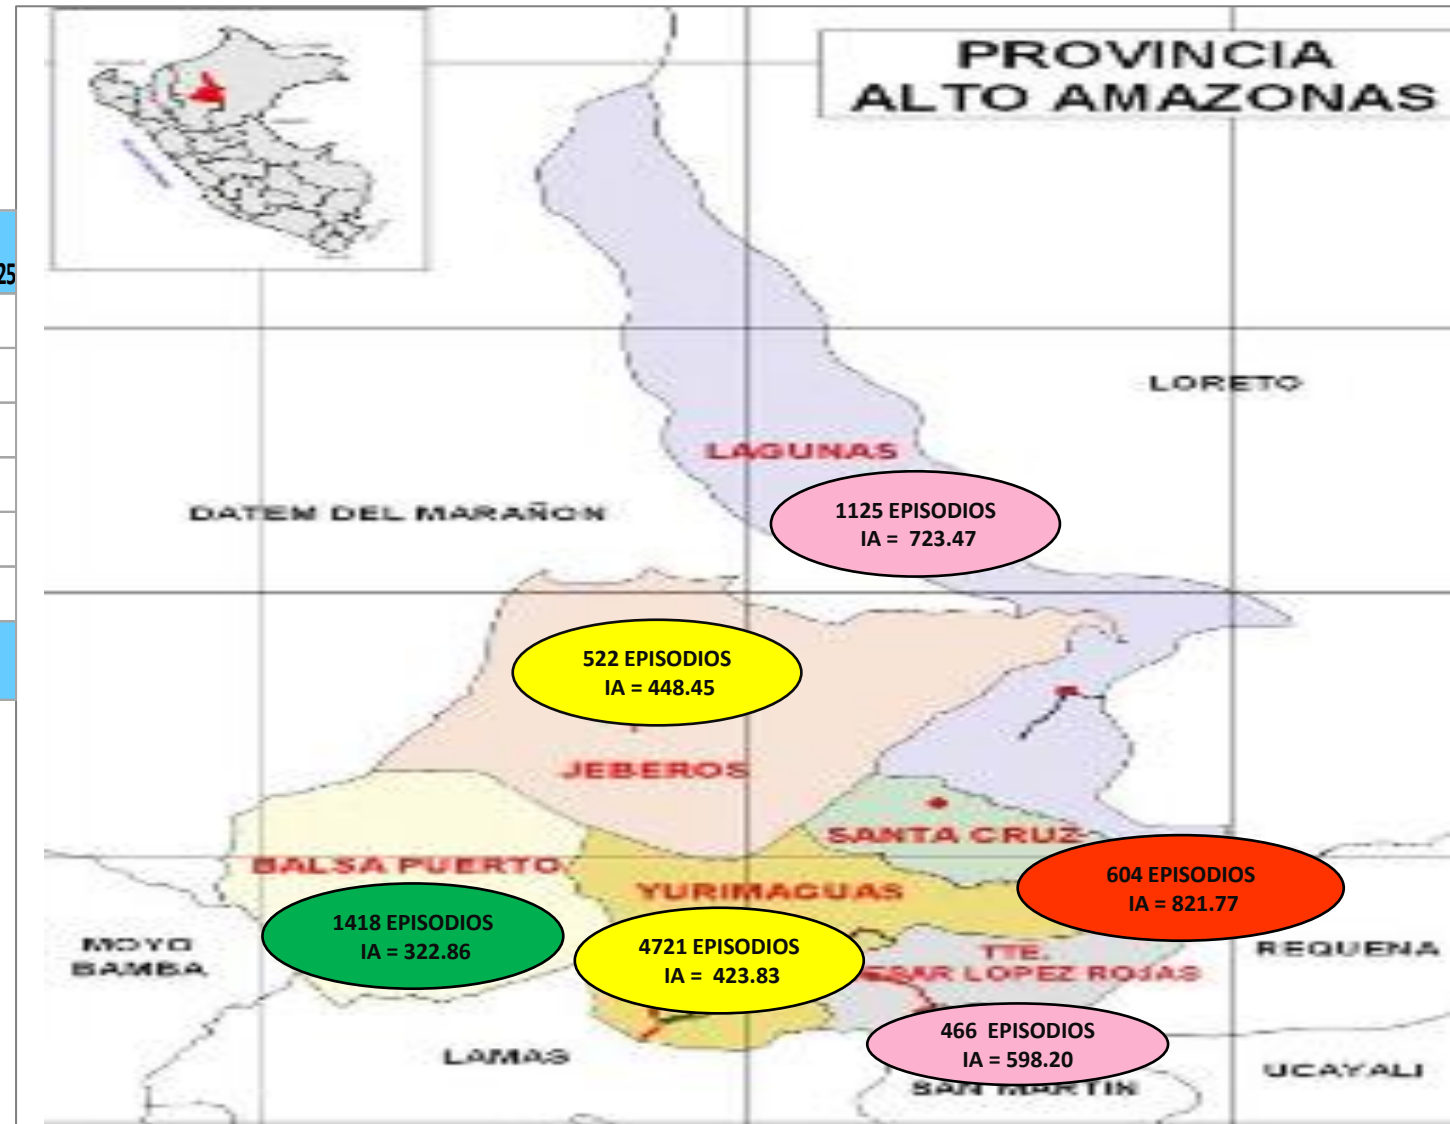 PROVINCIA
ALTO AMAZONAS
25
LORETO
LAGUNAS
DATEM DEL MARAÑON
1125 EPISODIOS
IA = 723.47
522 EPISODIOS
IA = 448.45
JEBEROS
SANTA CRUZ
BALSA PUERTO
YURIMAGUAS
604 EPISODIOS
IA = 821.77
1418 EPISODIOS
IA = 322.86
4721 EPISODIOS
IA = 423.83
MOYO
BAMBA
TTE.
ESAR LOPEZ ROJAS
REQUENA
466 EPISODIOS
IA = 598.20
LAMAS
SAN MARTIN
UCAYALI